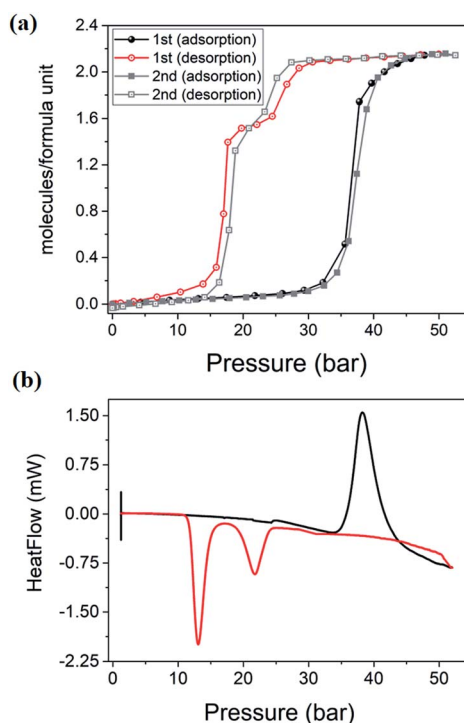 (a)
1st (adsorption)
1st (desorption)
2nd (adsorption)
2nd (desorption)
molecules/formula unit
2.4
2.0
1.6
1.2
0.8
0.4
0.0
0 10 20 30 40 50
Pressure (bar)
(b)
HeatFlow (mW)
1.50
0.75
0.00
-0.75
-1.50
-2.25
0 10 20 30 40 50
Pressure (bar)